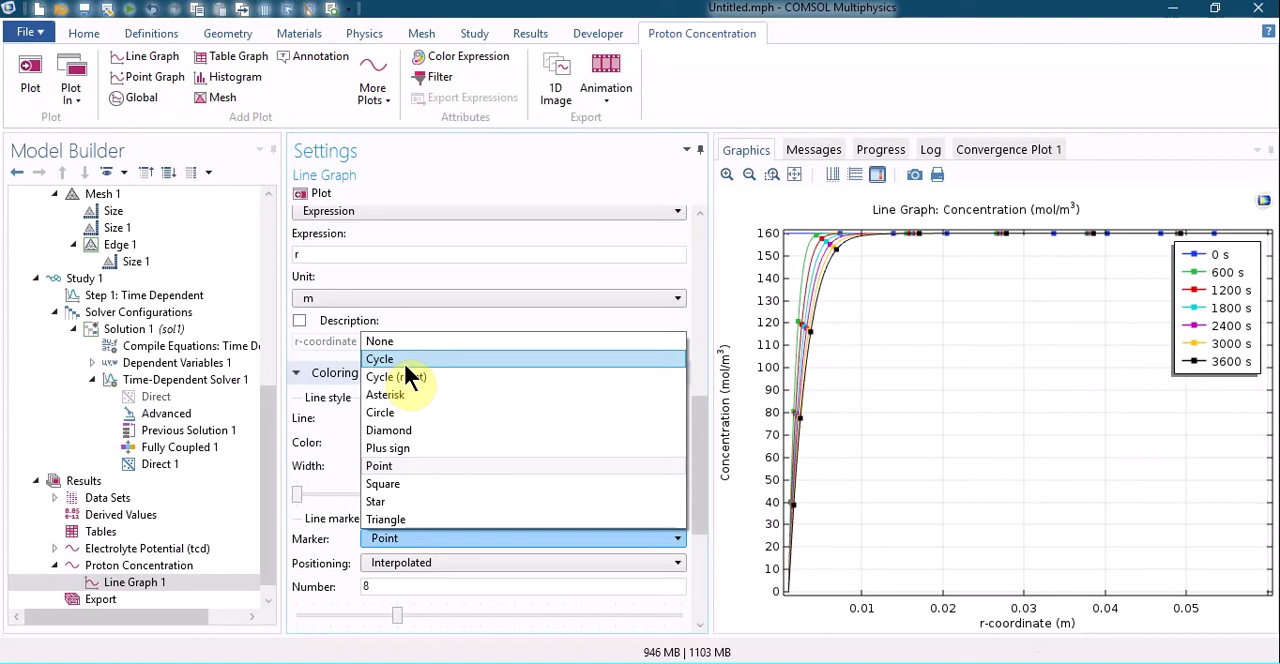 Untitled.mph - COMSOL Multiphysics
File
Home
Definitions
Geometry
Materials
Physics
Mesh
Study
Results
Developer
Proton Concentration
Plot
Plot In
Line Graph
Table Graph
Annotation
Point Graph
Histogram
Global
Mesh
More Plots
Color Expression
Filter
Export Expressions
1D Image
Animation
Plot
Add Plot
Attributes
Export
Model Builder
Mesh 1
Size
Size 1
Edge 1
Size 1
Study 1
Step 1: Time Dependent
Solver Configurations
Solution 1 (sol1)
Compile Equations: Time D
Dependent Variables 1
Time-Dependent Solver 1
Direct
Advanced
Previous Solution 1
Fully Coupled 1
Direct 1
Results
Data Sets
Derived Values
Tables
Electrolyte Potential (tcd)
Proton Concentration
Line Graph 1
Export
Settings
Line Graph
Plot
Expression
Expression:
r
Unit:
m
Description:
r-coordinate
Coloring
Line style
Line:
Color:
Width:
Line marke
None
Cycle
Cycle (
Asterisk
Circle
Diamond
Plus sign
Point
Square
Star
Triangle
Marker:
Point
Positioning:
Interpolated
Number:
8
Graphics
Messages
Progress
Log
Convergence Plot 1
Line Graph: Concentration (mol/m³)
160
150
140
130
120
110
100
90
80
70
60
50
40
30
20
10
0
Concentration (mol/m³)
0 s
600 s
1200 s
1800 s
2400 s
3000 s
3600 s
0.01
0.02
0.03
0.04
0.05
r-coordinate (m)
946 MB | 1103 MB